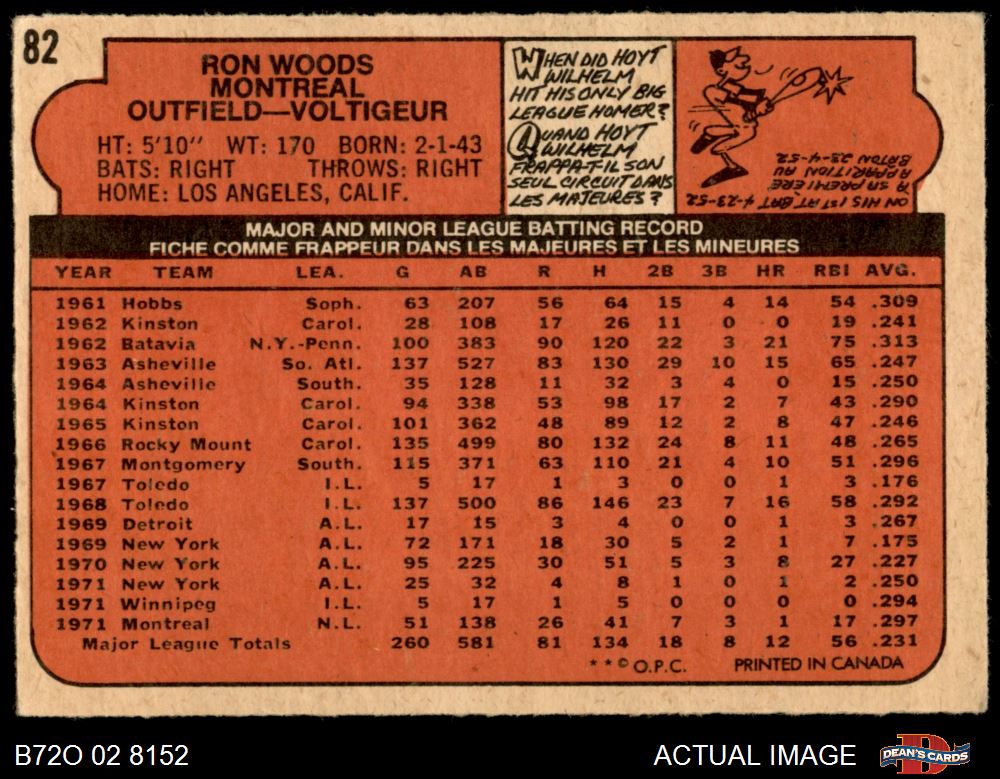 82
RON WOODS
MONTREAL
OUTFIELD—VOLTIGEUR
HT: 5'10" WT: 170 BORN: 2-1-43
BATS: RIGHT THROWS: RIGHT
HOME: LOS ANGELES, CALIF.
WHEN DID HOYT
WILHELM
HIT HIS ONLY BIG
LEAGUE HOMER?
QUAND HOYT
WILHELM
FRAPPA-T-IL SON
SEUL CIRCUIT DANS
LES MAJEURES?
ON HIS 1ST AT BAT 4-23-52
A SA PREMIÈRE
APPARITION AU
BATON 23-4-52
MAJOR AND MINOR LEAGUE BATTING RECORD
FICHE COMME FRAPPEUR DANS LES MAJEURES ET LES MINEURES
YEAR TEAM LEA. G AB R H 2B 3B HR RBI AVG.
1961 Hobbs Soph. 63 207 56 64 15 4 14 54 .309
1962 Kinston Carol. 28 108 17 26 11 0 0 19 .241
1962 Batavia N.Y.-Penn. 100 383 90 120 22 3 21 75 .313
1963 Asheville So. Atl. 137 527 83 130 29 10 15 65 .247
1964 Asheville South. 35 128 11 32 3 4 0 15 .250
1964 Kinston Carol. 94 338 53 98 17 2 7 43 .290
1965 Kinston Carol. 101 362 48 89 12 2 8 47 .246
1966 Rocky Mount Carol. 135 499 80 132 24 8 11 48 .265
1967 Montgomery South. 115 371 63 110 21 4 10 51 .296
1967 Toledo I.L. 5 17 1 3 0 0 1 3 .176
1968 Toledo I.L. 137 500 86 146 23 7 16 58 .292
1969 Detroit A.L. 17 15 3 4 0 0 1 3 .267
1969 New York A.L. 72 171 18 30 5 2 1 7 .175
1970 New York A.L. 95 225 30 51 5 3 8 27 .227
1971 New York A.L. 25 32 4 8 1 0 1 2 .250
1971 Winnipeg I.L. 5 17 1 5 0 0 0 0 .294
1971 Montreal N.L. 51 138 26 41 7 3 1 17 .297
Major League Totals 260 581 81 134 18 8 12 56 .231
**© O.P.C. PRINTED IN CANADA
B72O 02 8152 ACTUAL IMAGE DEAN'S CARDS